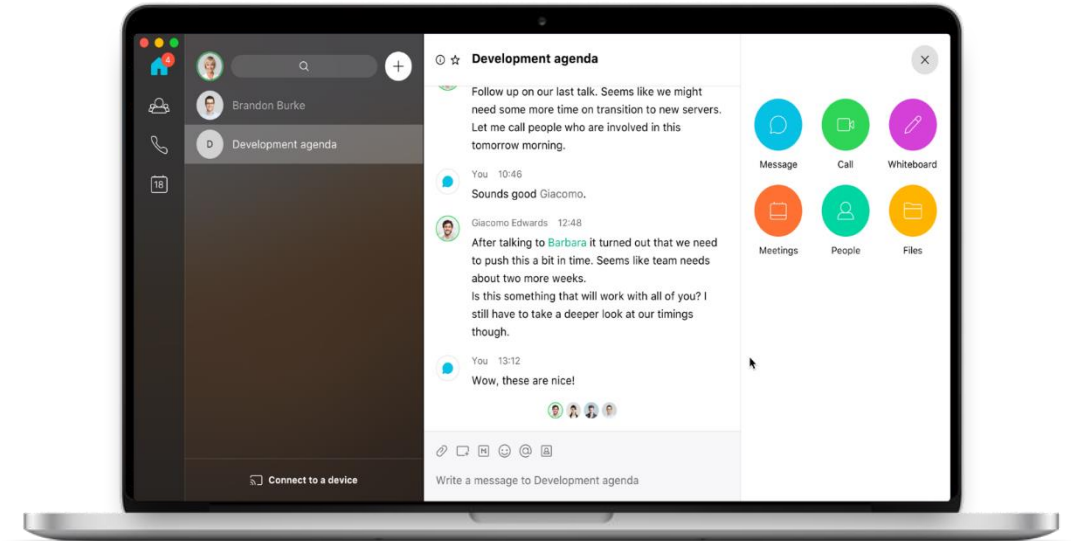 4
18
Brandon Burke
D
Development agenda
Connect to a device
Development agenda
Follow up on our last talk. Seems like we might
need some more time on transition to new servers.
Let me call people who are involved in this
tomorrow morning.
You 10:46
Sounds good Giacomo.
Giacomo Edwards 12:48
After talking to Barbara it turned out that we need
to push this a bit in time. Seems like team needs
about two more weeks.
Is this something that will work with all of you? I
still have to take a deeper look at our timings
though.
You 13:12
Wow, these are nice!
M
@
Write a message to Development agenda
Message
Call
Whiteboard
Meetings
People
Files